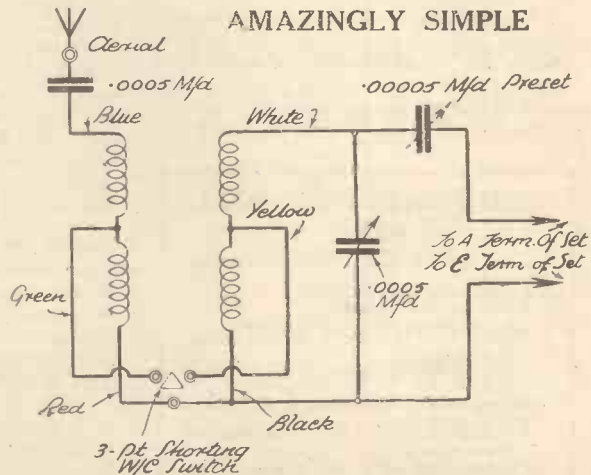 AMAZINGLY SIMPLE
Aerial
.0005 Mfd
.00005 Mfd Preset
Blue
White
Yellow
To A Term. Of Set
To E Term of Set
.0005
Mfd
Green
Red
Black
3-pt Shorting
W/C Switch